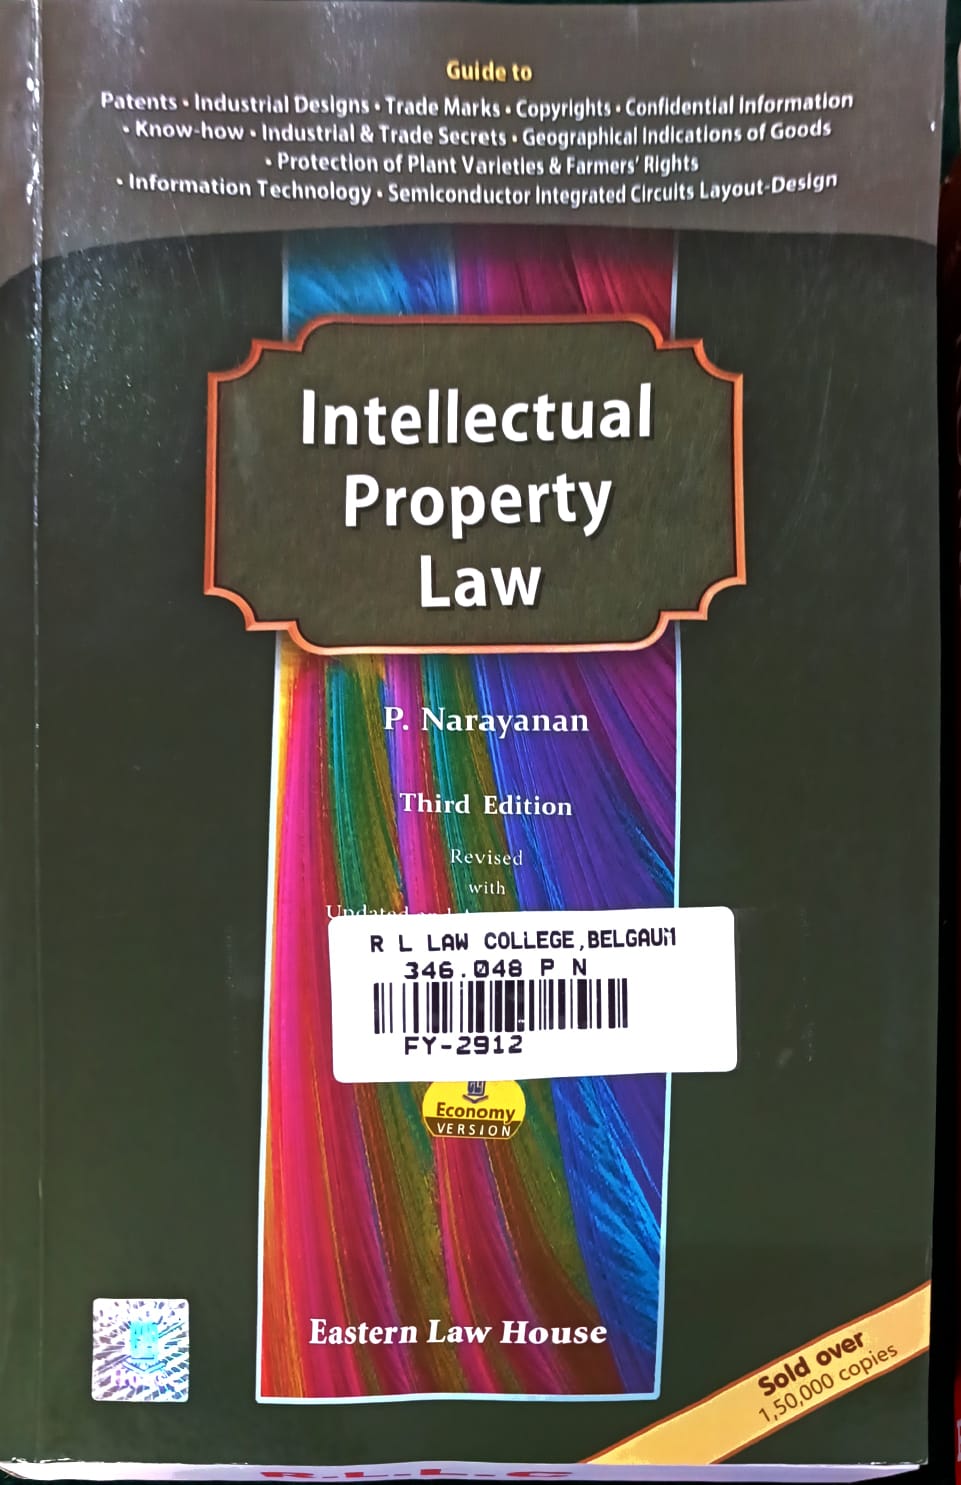 Guide to
Patents • Industrial Designs • Trade Marks • Copyrights • Confidential Information
• Know-how • Industrial & Trade Secrets • Geographical Indications of Goods
• Protection of Plant Varieties & Farmers' Rights
• Information Technology • Semiconductor Integrated Circuits Layout-Design
Intellectual
Property
Law
P. Narayanan
Third Edition
Revised
with
Updated and
R L LAW COLLEGE,BELGAUM
346.048 P N
FY-2912
Economy
VERSION
Eastern Law House
Sold over
1,50,000 copies
R.L.L.C